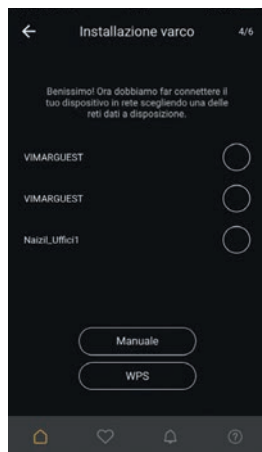 Installazione varco 4/6
Benissimo! Ora dobbiamo far connettere il
tuo dispositivo in rete scegliendo una delle
reti dati a disposizione.
VIMARGUEST
VIMARGUEST
Naizil_Uffici1
Manuale
WPS